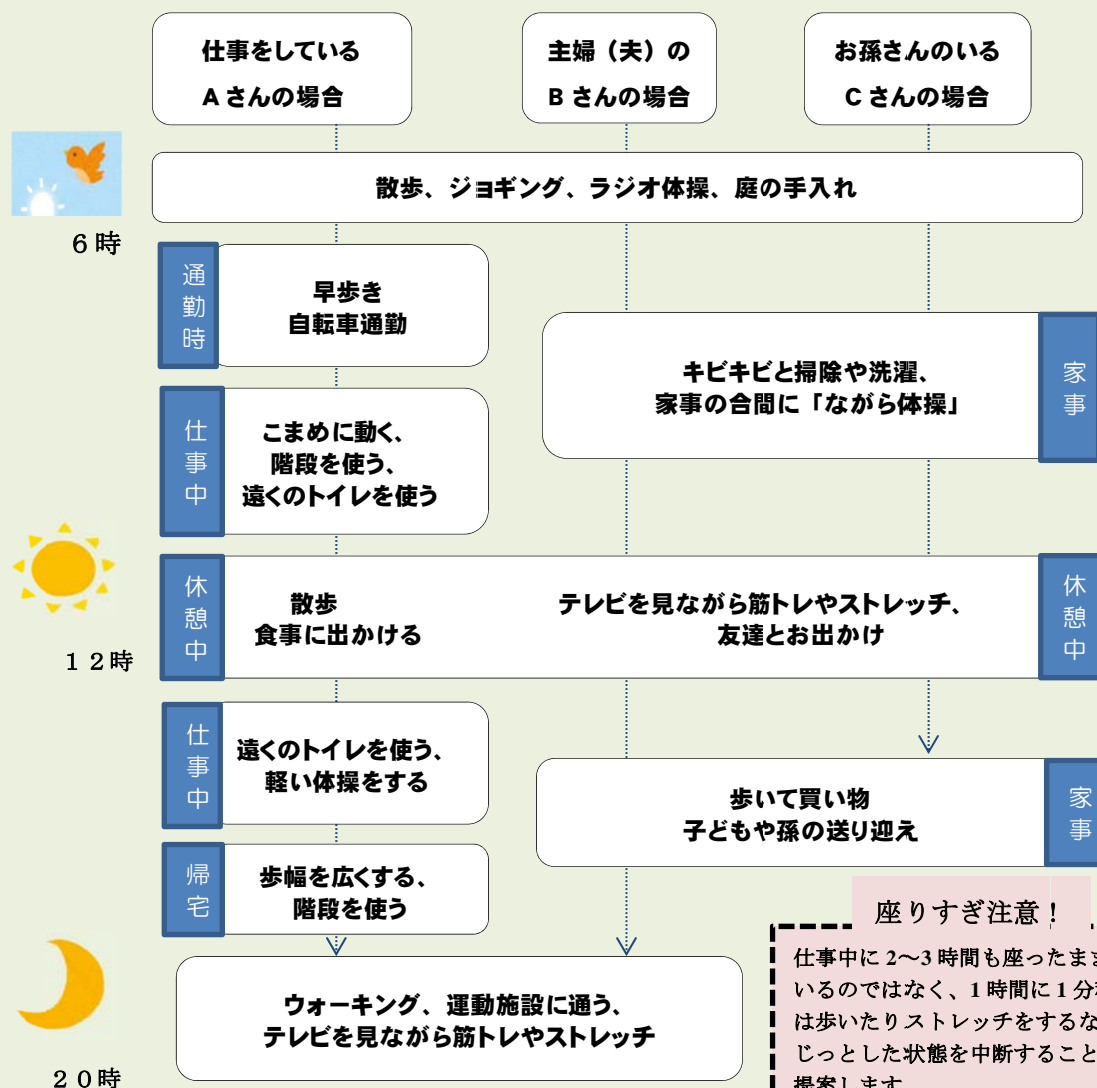 仕事をしている
Aさんの場合
主婦（夫）の
Bさんの場合
お孫さんのいる
Cさんの場合
散歩、ジョギング、ラジオ体操、庭の手入れ
6時
通勤時
早歩き
自転車通勤
キビキビと掃除や洗濯、
家事の合間に「ながら体操」
家事
仕事中
こまめに動く、
階段を使う、
遠くのトイレを使う
12時
休憩中
散歩
食事に出かける
テレビを見ながら筋トレやストレッチ、
友達とお出かけ
休憩中
仕事中
遠くのトイレを使う、
軽い体操をする
歩いて買い物
子どもや孫の送り迎え
家事
帰宅
歩幅を広くする、
階段を使う
ウォーキング、運動施設に通う、
テレビを見ながら筋トレやストレッチ
20時
座りすぎ注意！
仕事中に2～3時間も座ったま
いるのではなく、1時間に1分
は歩いたりストレッチをするな
じっとした状態を中断すること
提案します